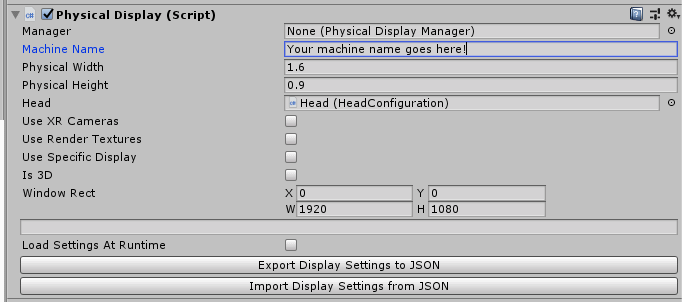 Physical Display (Script)
Manager None (Physical Display Manager)
Machine Name Your machine name goes here!
Physical Width 1.6
Physical Height 0.9
Head Head (HeadConfiguration)
Use XR Cameras
Use Render Textures
Use Specific Display
Is 3D
Window Rect X 0 Y 0
W 1920 H 1080
Load Settings At Runtime
Export Display Settings to JSON
Import Display Settings from JSON